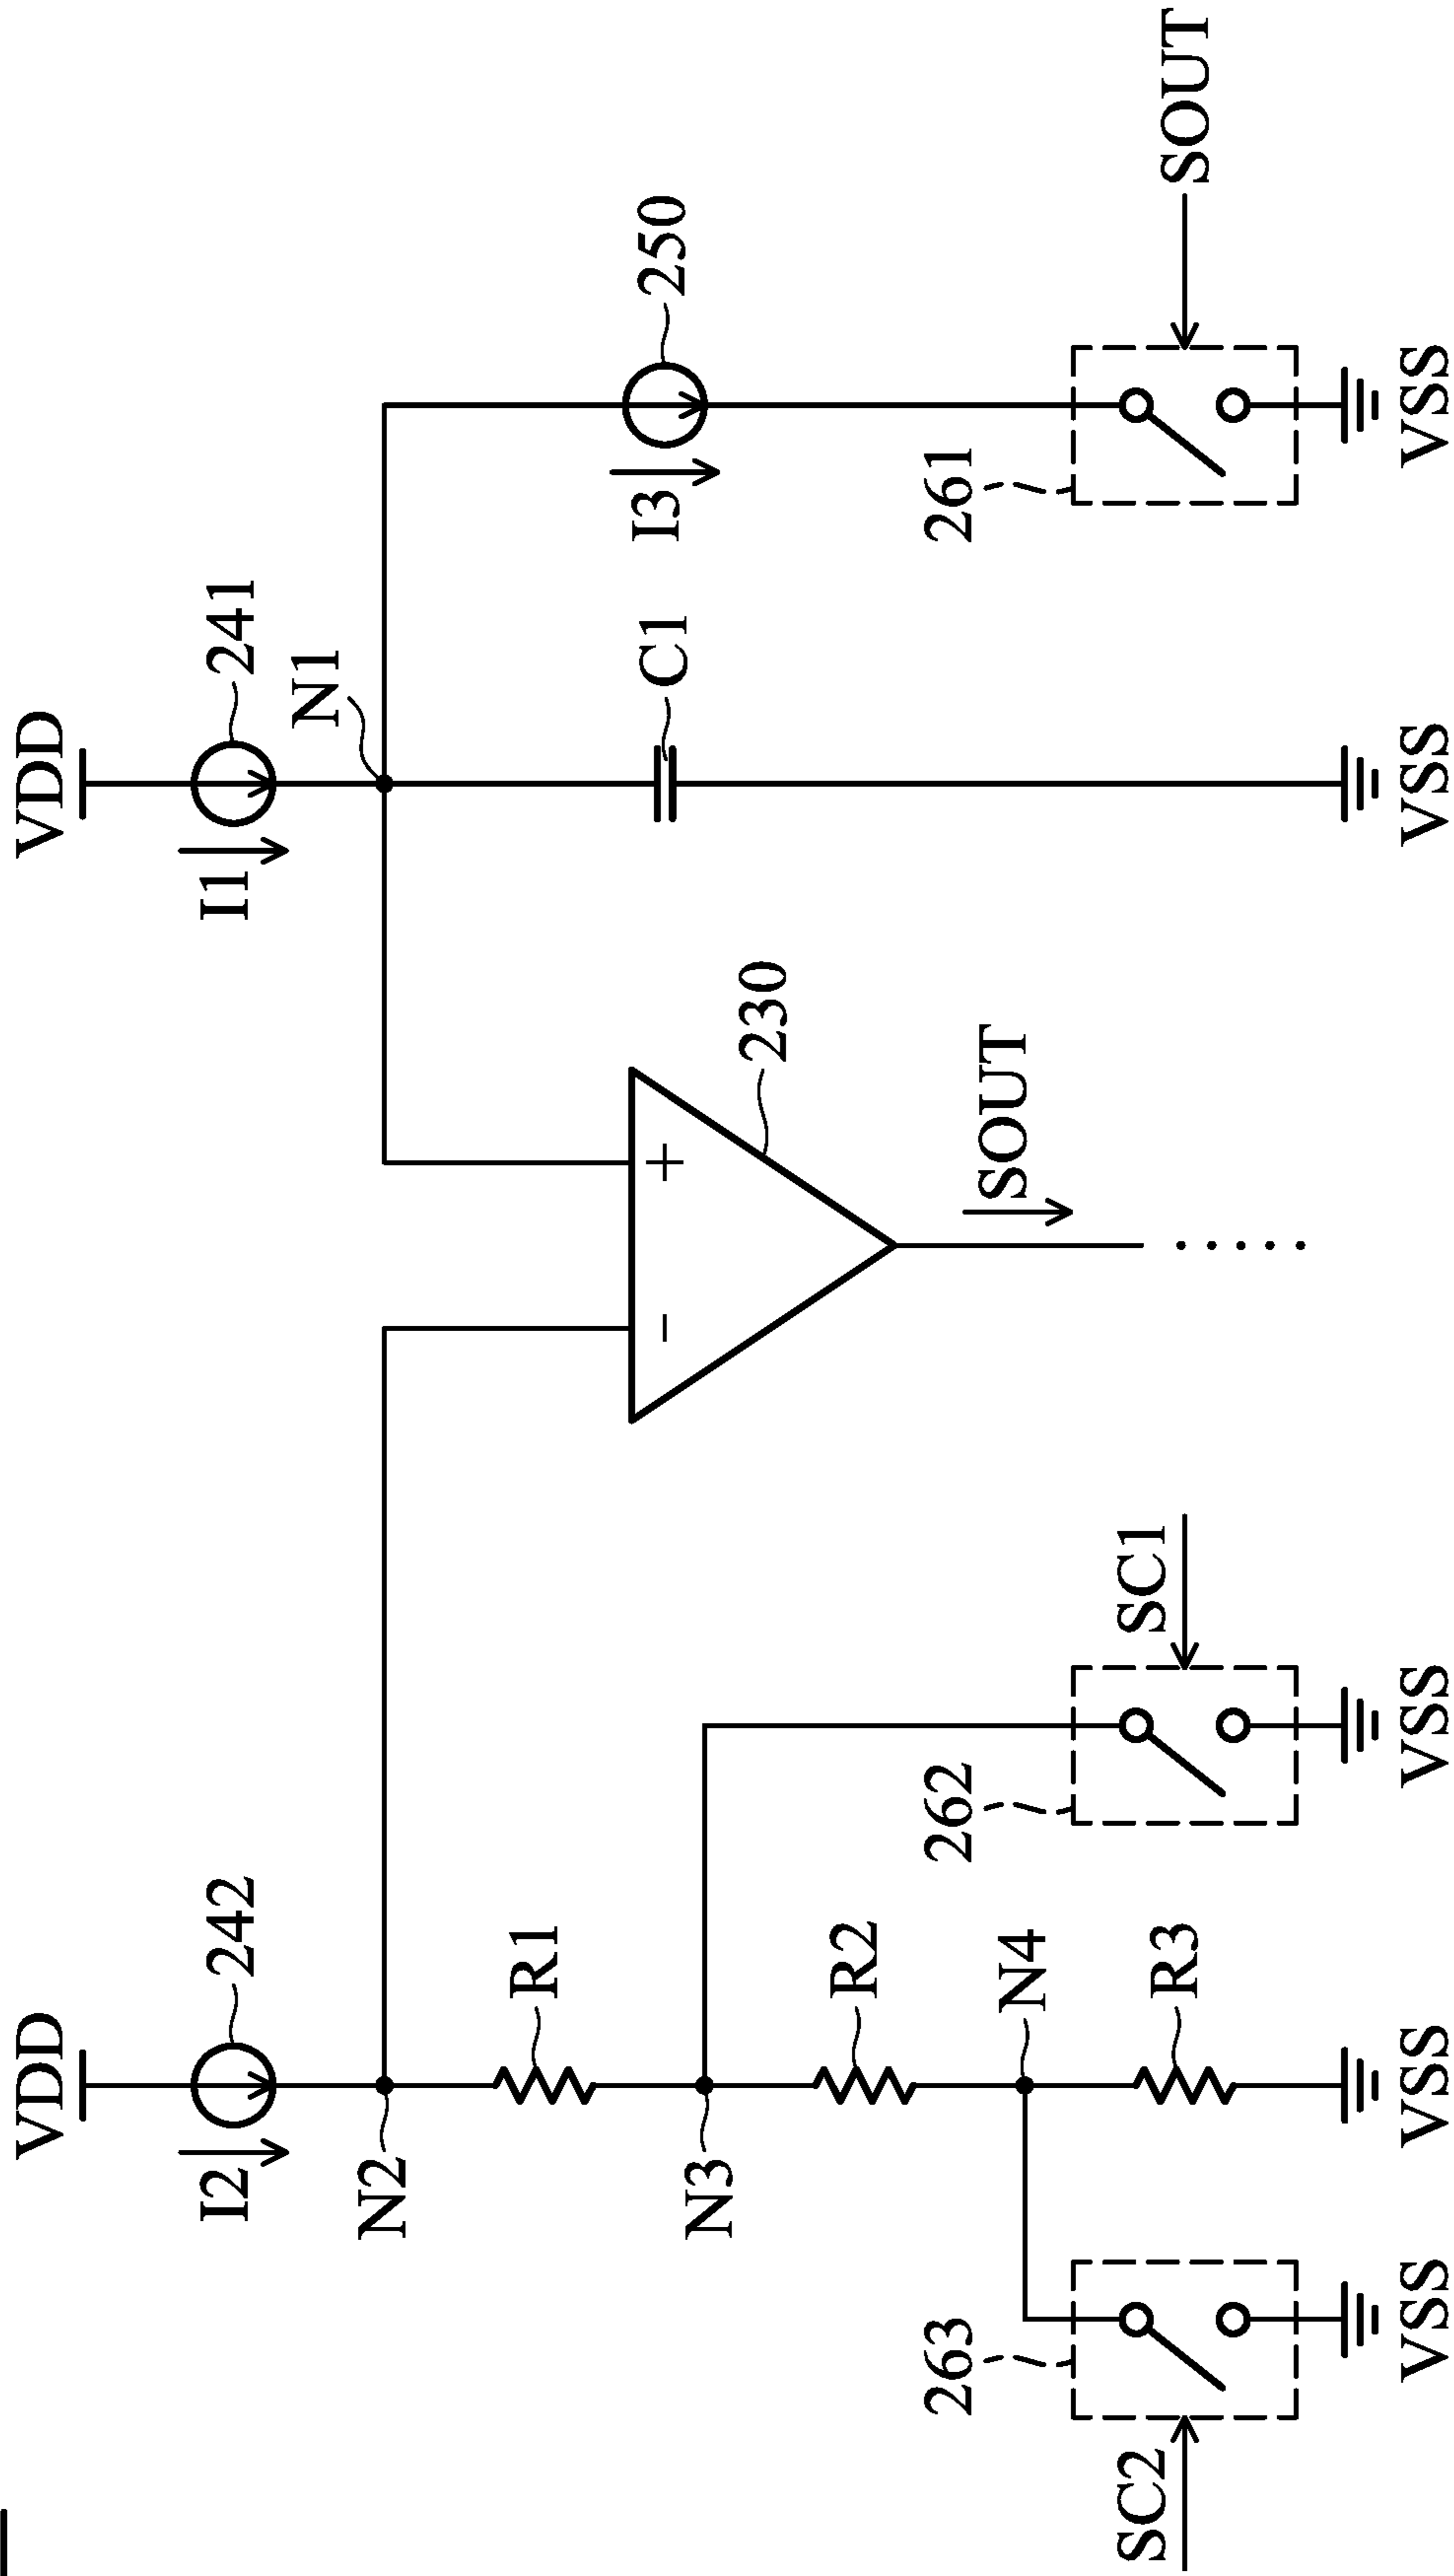 VDD
VDD
I2
242
I1
241
N2
N1
R1
-
+
I3
250
C1
230
N3
R2
N4
R3
SOUT
263
262
261
SC2
SC1
SOUT
VSS
VSS
VSS
VSS
VSS